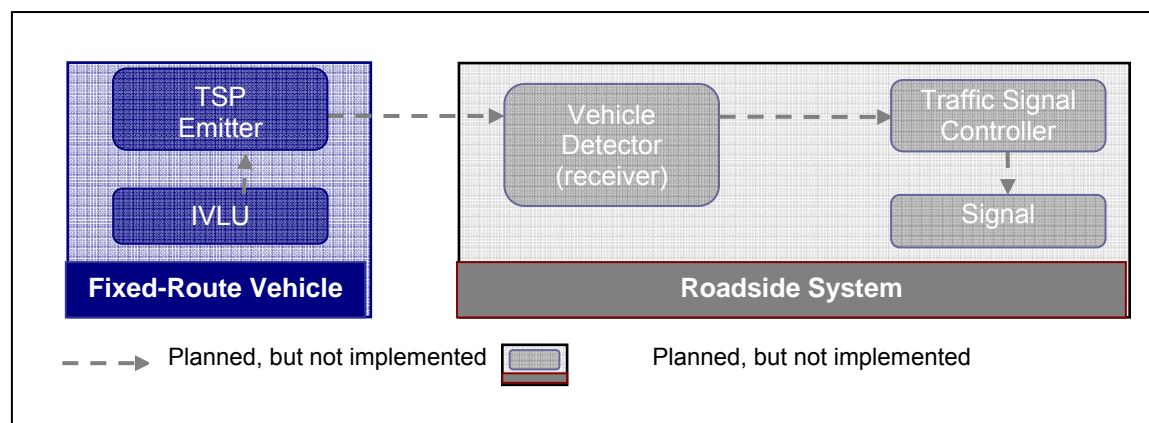 TSP
Emitter
IVLU
Fixed-Route Vehicle
Vehicle
Detector
(receiver)
Traffic Signal
Controller
Signal
Roadside System
Planned, but not implemented
Planned, but not implemented